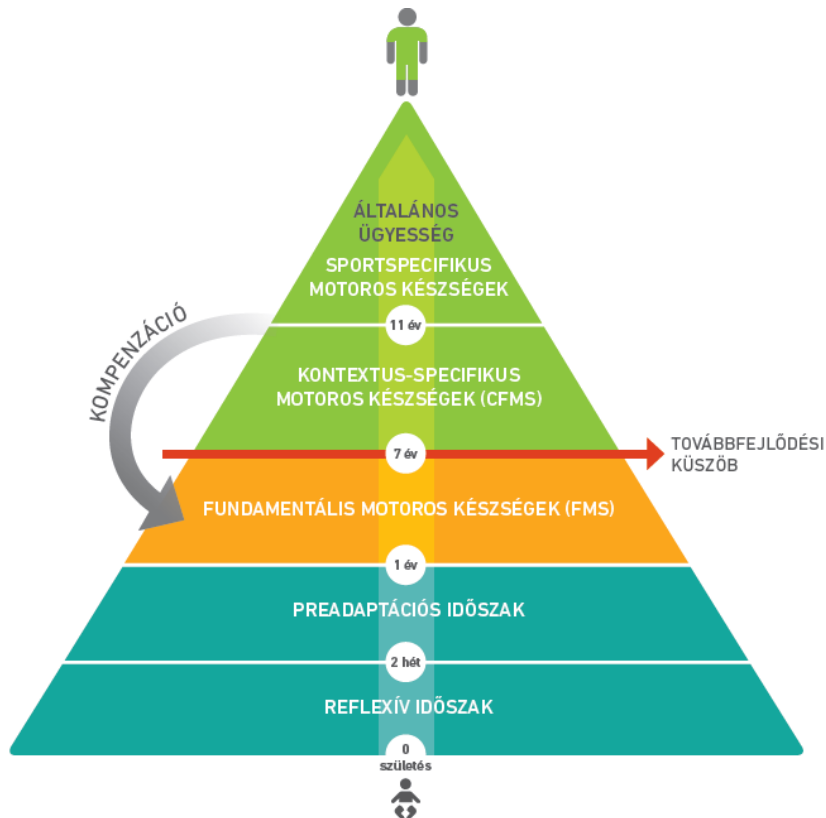 ÁLTALÁNOS
ÜGYESSÉG
SPORTSPECIFIKUS
MOTOROS KÉSZSÉGEK
11 év
KOMPENZÁCIÓ
KONTEXTUS-SPECIFIKUS
MOTOROS KÉSZSÉGEK (CFMS)
7 év
TOVÁBBFEJLŐDÉSI
KÜSZÖB
FUNDAMENTÁLIS MOTOROS KÉSZSÉGEK (FMS)
1 év
PREADAPTÁCIÓS IDŐSZAK
2 hét
REFLEXÍV IDŐSZAK
0
születés